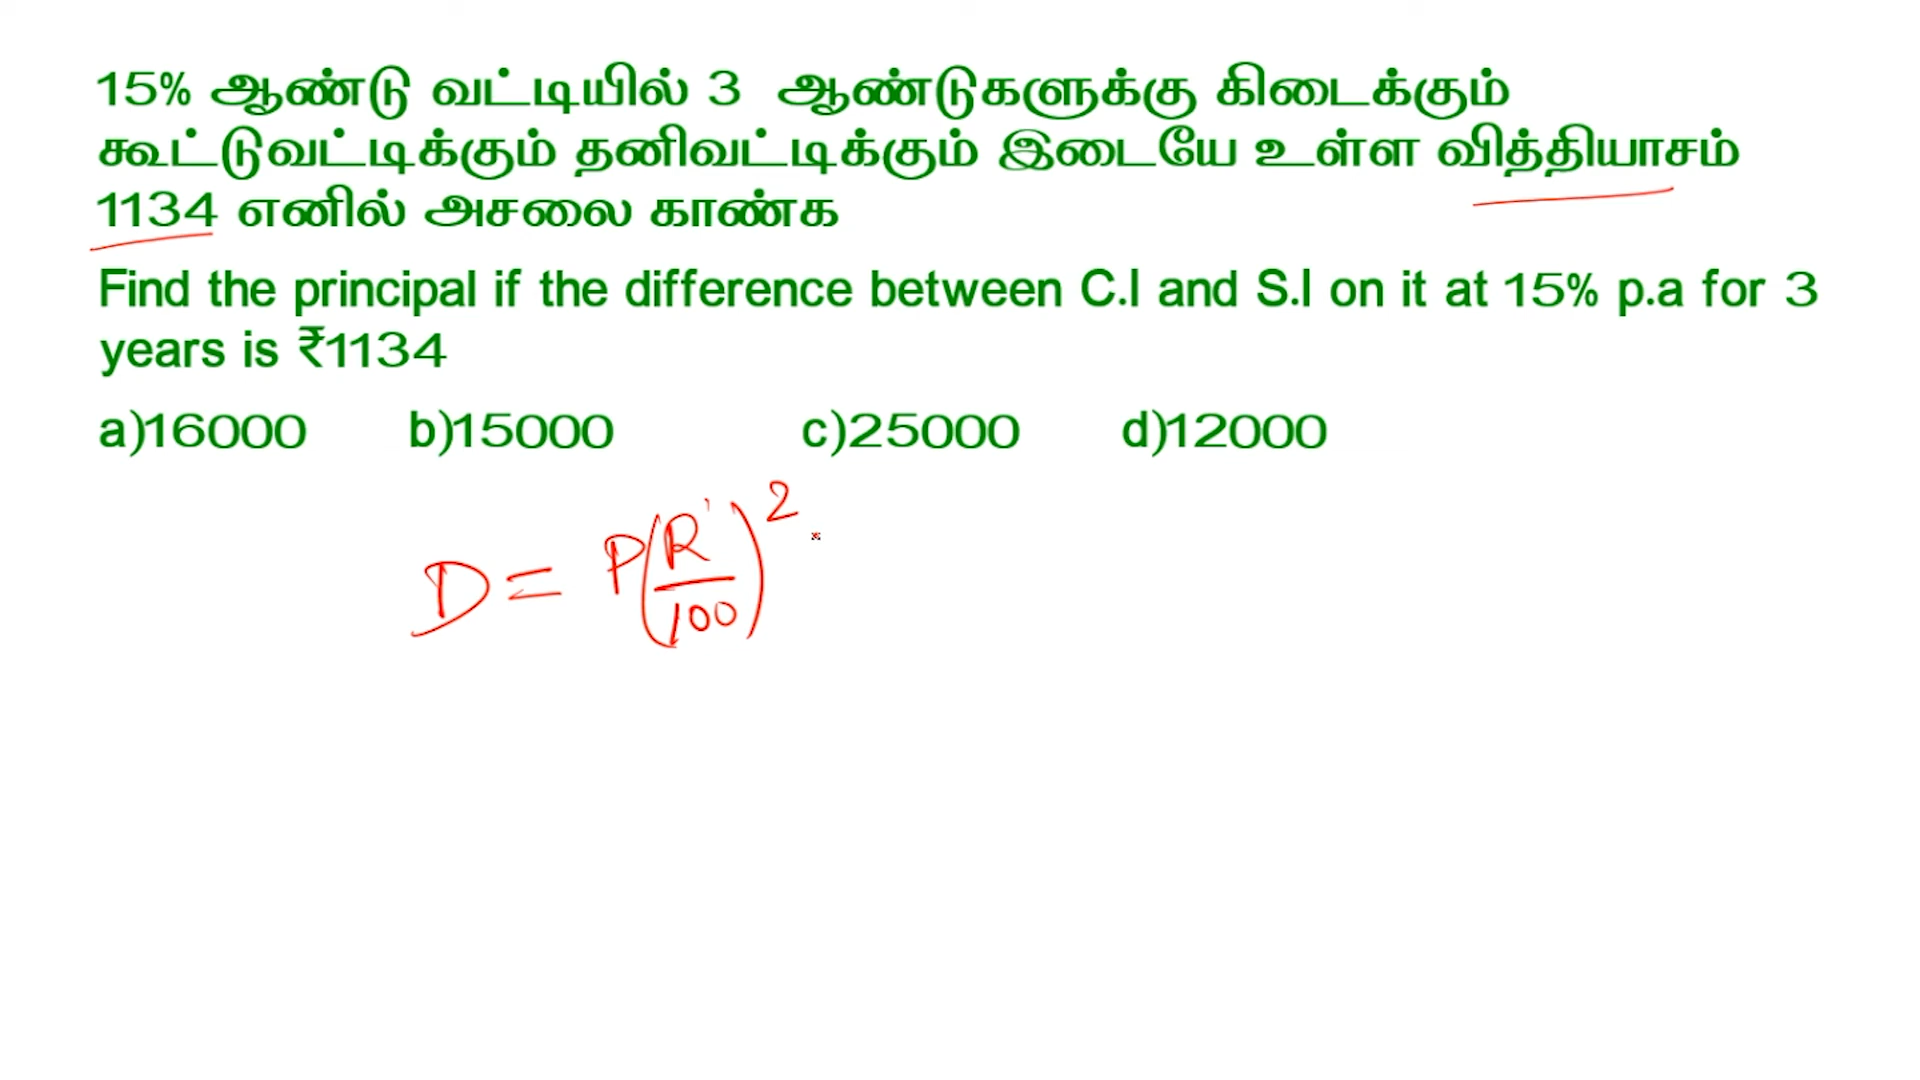 15% ஆண்டு வட்டியில் 3 ஆண்டுகளுக்கு கிடைக்கும்
கூட்டுவட்டிக்கும் தனிவட்டிக்கும் இடையே உள்ள வித்தியாசம்
1134 எனில் அசலை காண்க
Find the principal if the difference between C.I and S.I on it at 15% p.a for 3
years is ₹1134
a)16000 b)15000 c)25000 d)12000
D = P(R/100)²